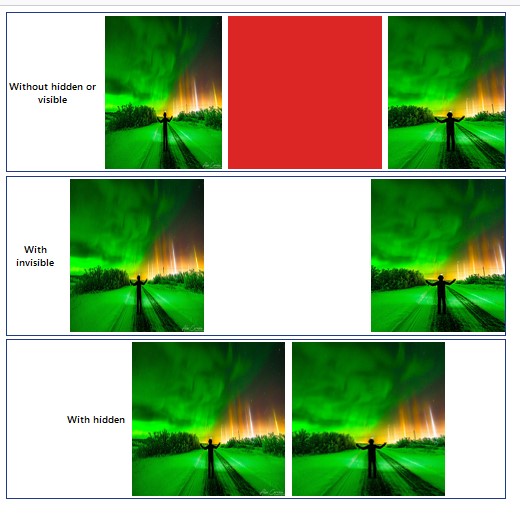 Without hidden or
visible
With
invisible
With hidden